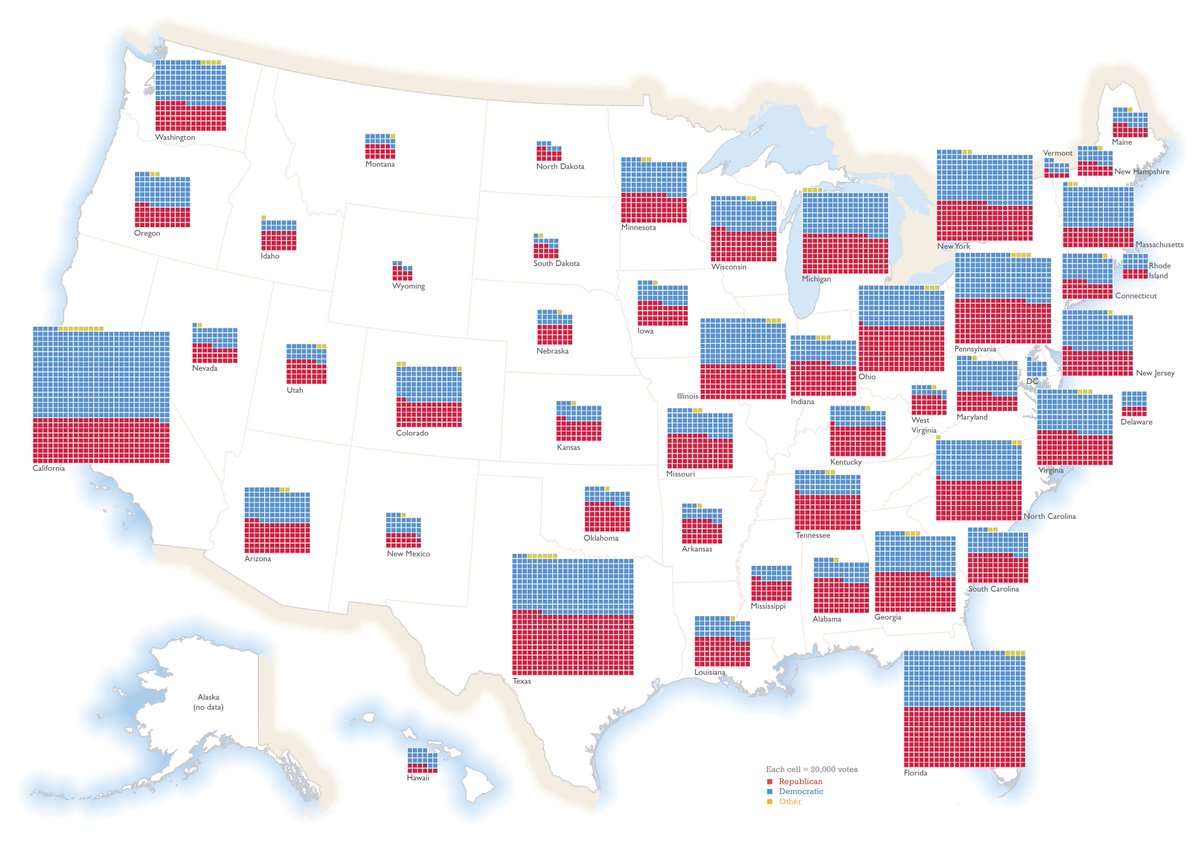 Washington
Montana
North Dakota
Minnesota
Oregon
Idaho
Wyoming
South Dakota
Wisconsin
Michigan
New York
Vermont
Maine
New Hampshire
Massachusetts
Rhode
Island
Connecticut
California
Nevada
Utah
Colorado
Nebraska
Iowa
Illinois
Indiana
Ohio
Pennsylvania
New Jersey
DC
Delaware
Maryland
West
Virginia
Virginia
Kansas
Missouri
Kentucky
North Carolina
Arizona
New Mexico
Oklahoma
Arkansas
Tennessee
South Carolina
Texas
Louisiana
Mississippi
Alabama
Georgia
Florida
Alaska
(no data)
Hawaii
Each cell = 20,000 votes
Republican
Democratic
Other